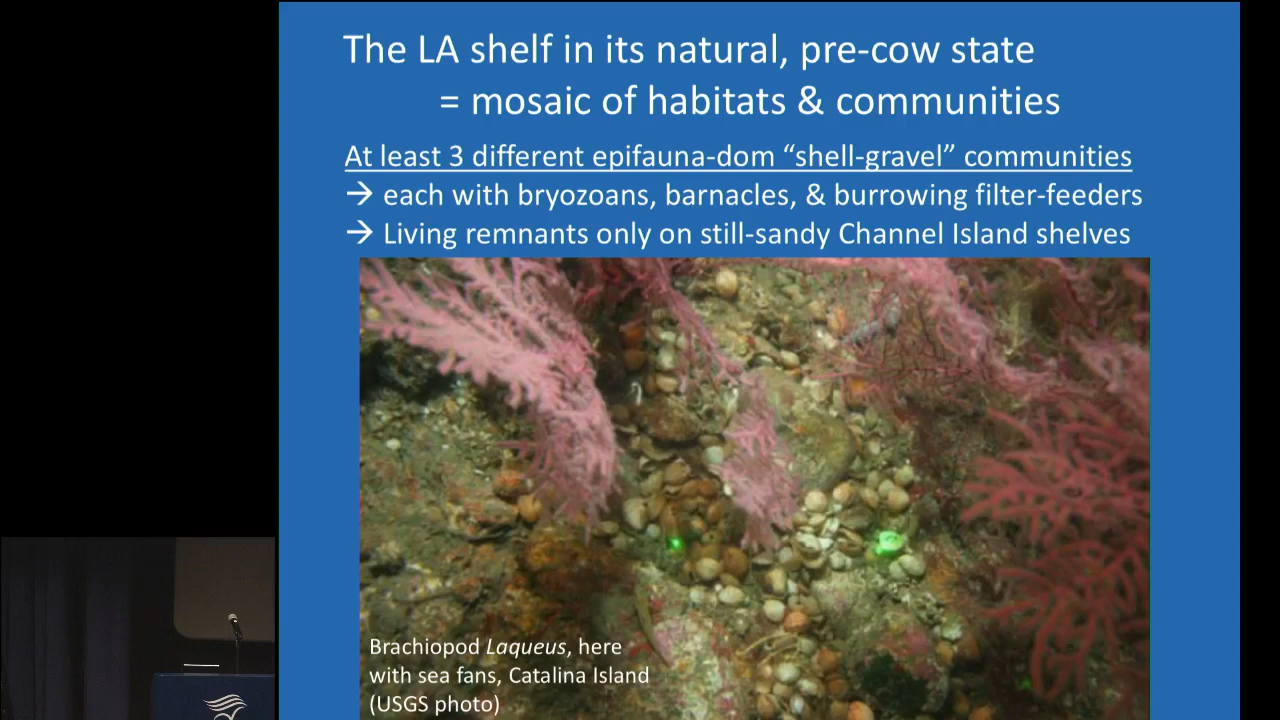 The LA shelf in its natural, pre-cow state
= mosaic of habitats & communities
At least 3 different epifauna-dom “shell-gravel” communities
→ each with bryozoans, barnacles, & burrowing filter-feeders
→ Living remnants only on still-sandy Channel Island shelves
Brachiopod Laqueus, here
with sea fans, Catalina Island
(USGS photo)